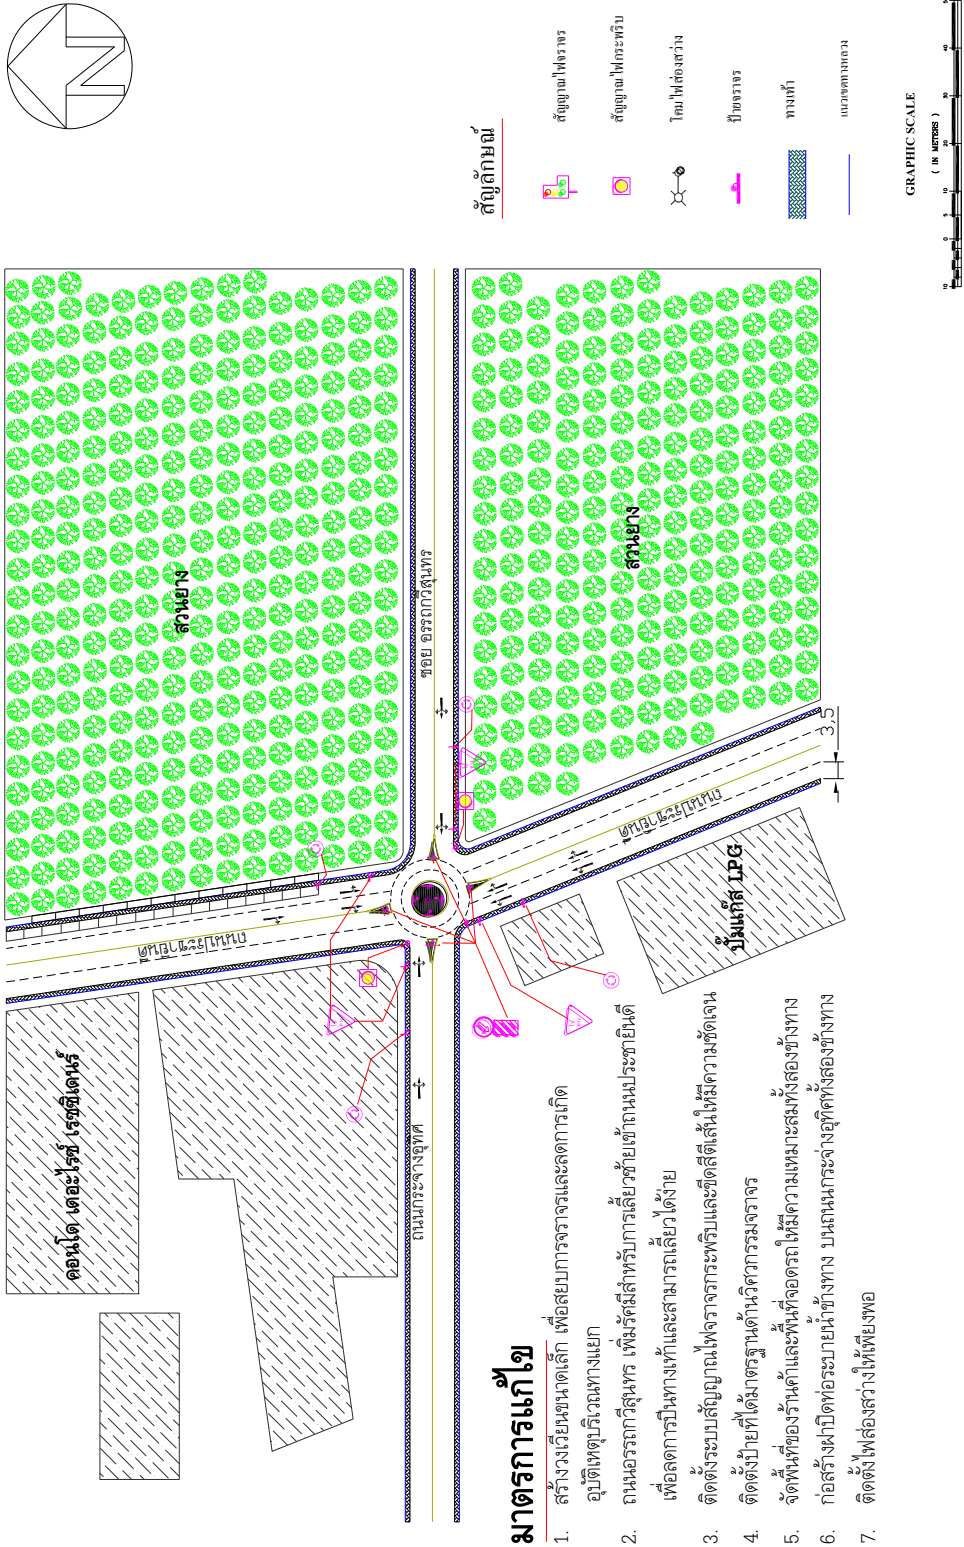 N
สัญลักษณ์
สัญญาณไฟจราจร
สัญญาณไฟกระพริบ
โคมไฟส่องสว่าง
ป้ายจราจร
ทางเท้า
แนวเขตทางหลวง
GRAPHIC SCALE
( IN METERS )
10 0 5 10 20 30 40
สวนยาง
ซอย อรรถกวีสุนทร
สวนยาง
ถนนประชายินดี
ถนนประชายินดี
3.5
ปั๊มแก๊ส LPG
คอนโด เดอะไรซ์ เรซซิเดนร์
ถนนกระจางอุทิศ
มาตรการแก้ไข
1. สร้างวงเวียนขนาดเล็ก เพื่อสยบการจราจรและลดการเกิด
อุบัติเหตุบริเวณทางแยก
2. ถนนอรรถกวีสุนทร เพิ่มรัศมีสำหรับการเลี้ยวซ้ายเข้าถนนประชายินดี
เพื่อลดการปีนทางเท้าและสามารถเลี้ยวได้ง่าย
3. ติดตั้งระบบสัญญาณไฟจราจรกระพริบและขีดสีตีเส้นให้มีความชัดเจน
4. ติดตั้งป้ายที่ได้มาตรฐานด้านวิศวกรรมจราจร
5. จัดพื้นที่ของร้านค้าและพื้นที่จอดรถให้มีความเหมาะสมทั้งสองข้างทาง
6. ก่อสร้างฝาปิดท่อระบายน้ำข้างทาง บนถนนกระจ่างอุทิศทั้งสองข้างทาง
7. ติดตั้งไฟส่องสว่างให้เพียงพอ